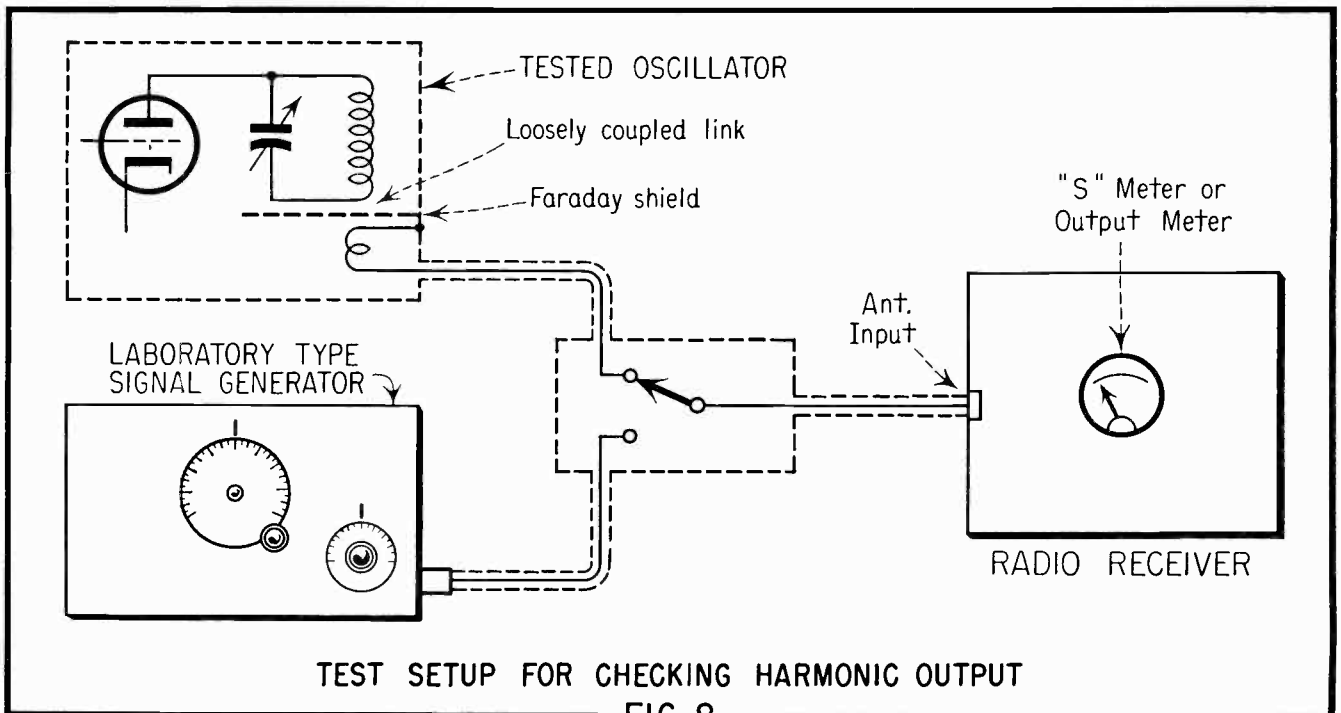 TESTED OSCILLATOR
Loosely coupled link
Faraday shield
"S" Meter or
Output Meter
Ant.
Input
LABORATORY TYPE
SIGNAL GENERATOR
RADIO RECEIVER
TEST SETUP FOR CHECKING HARMONIC OUTPUT